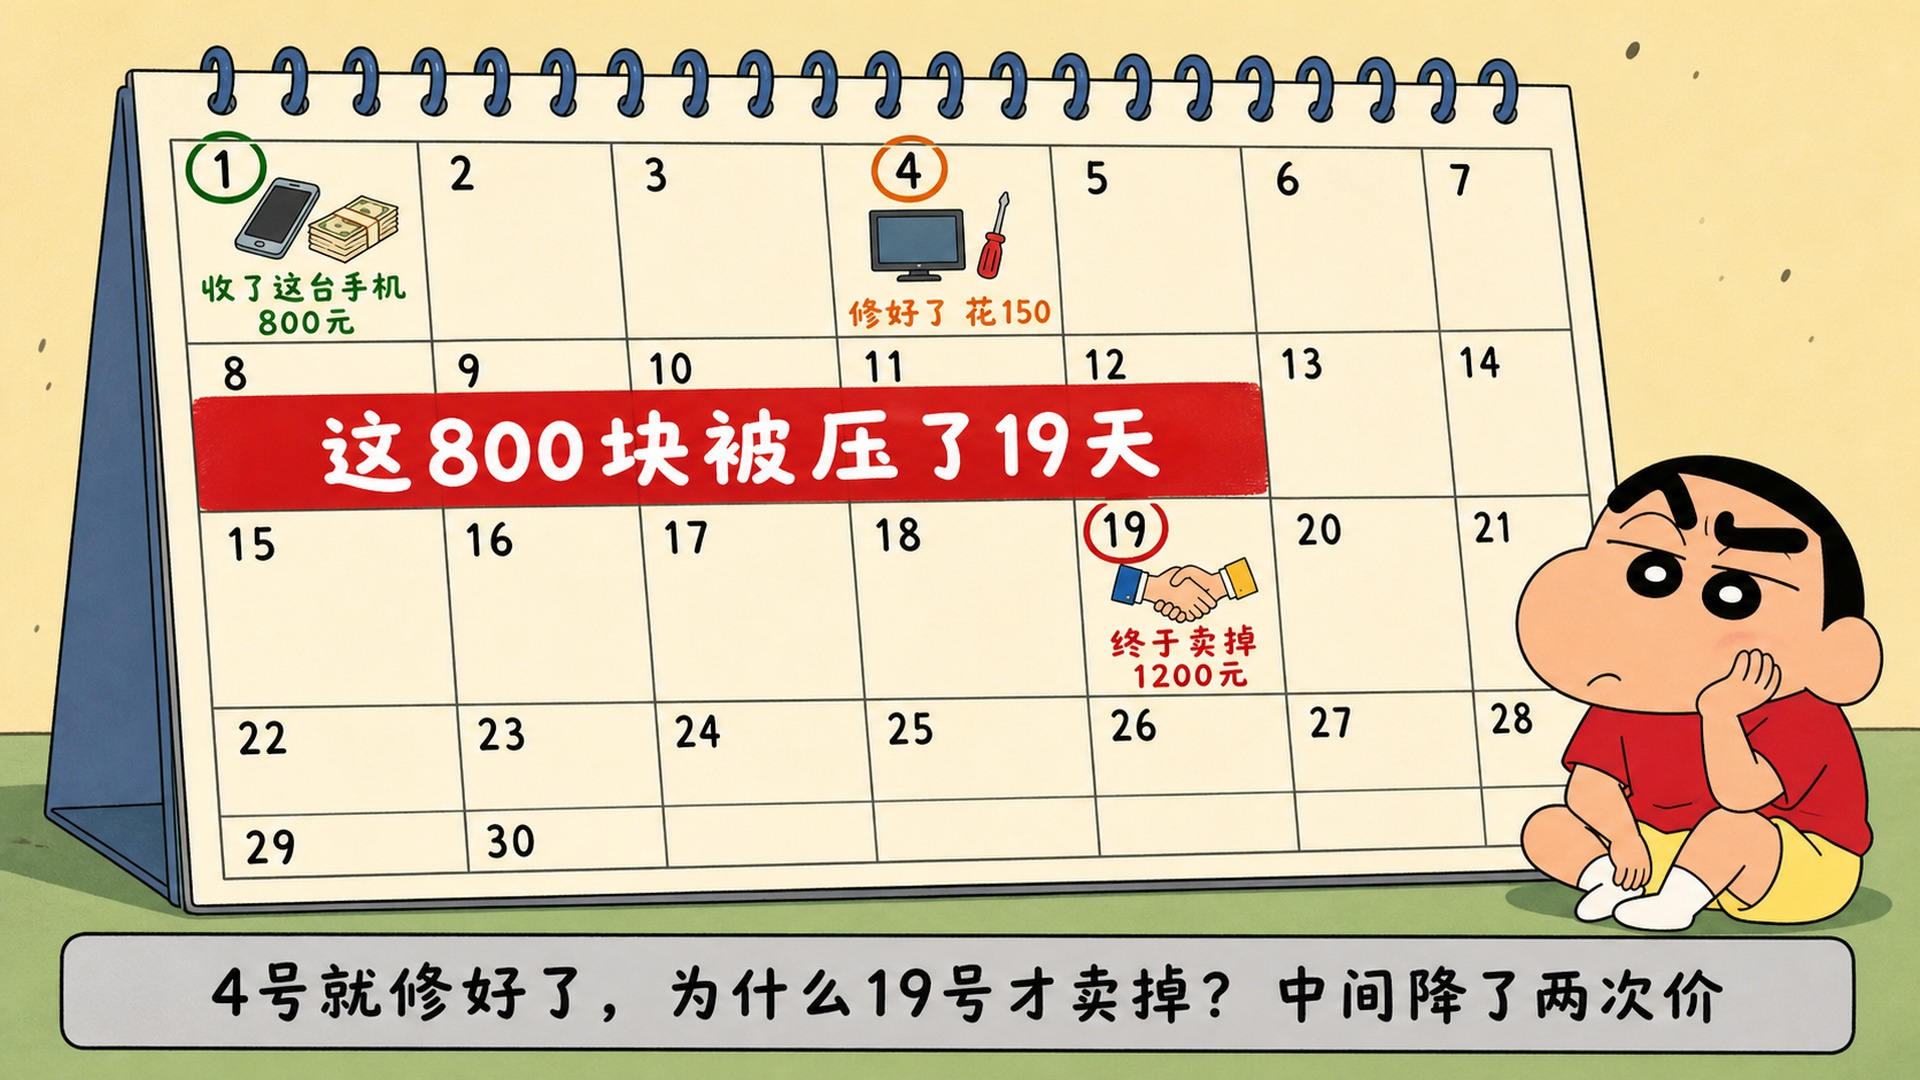 1 2 3 4 5 6 7
收了这台手机
800元
修好了 花150
8 9 10 11 12 13 14
这800块被压了19天
15 16 17 18 19 20 21
终于卖掉
1200元
22 23 24 25 26 27 28
29 30
4号就修好了，为什么19号才卖掉？中间降了两次价